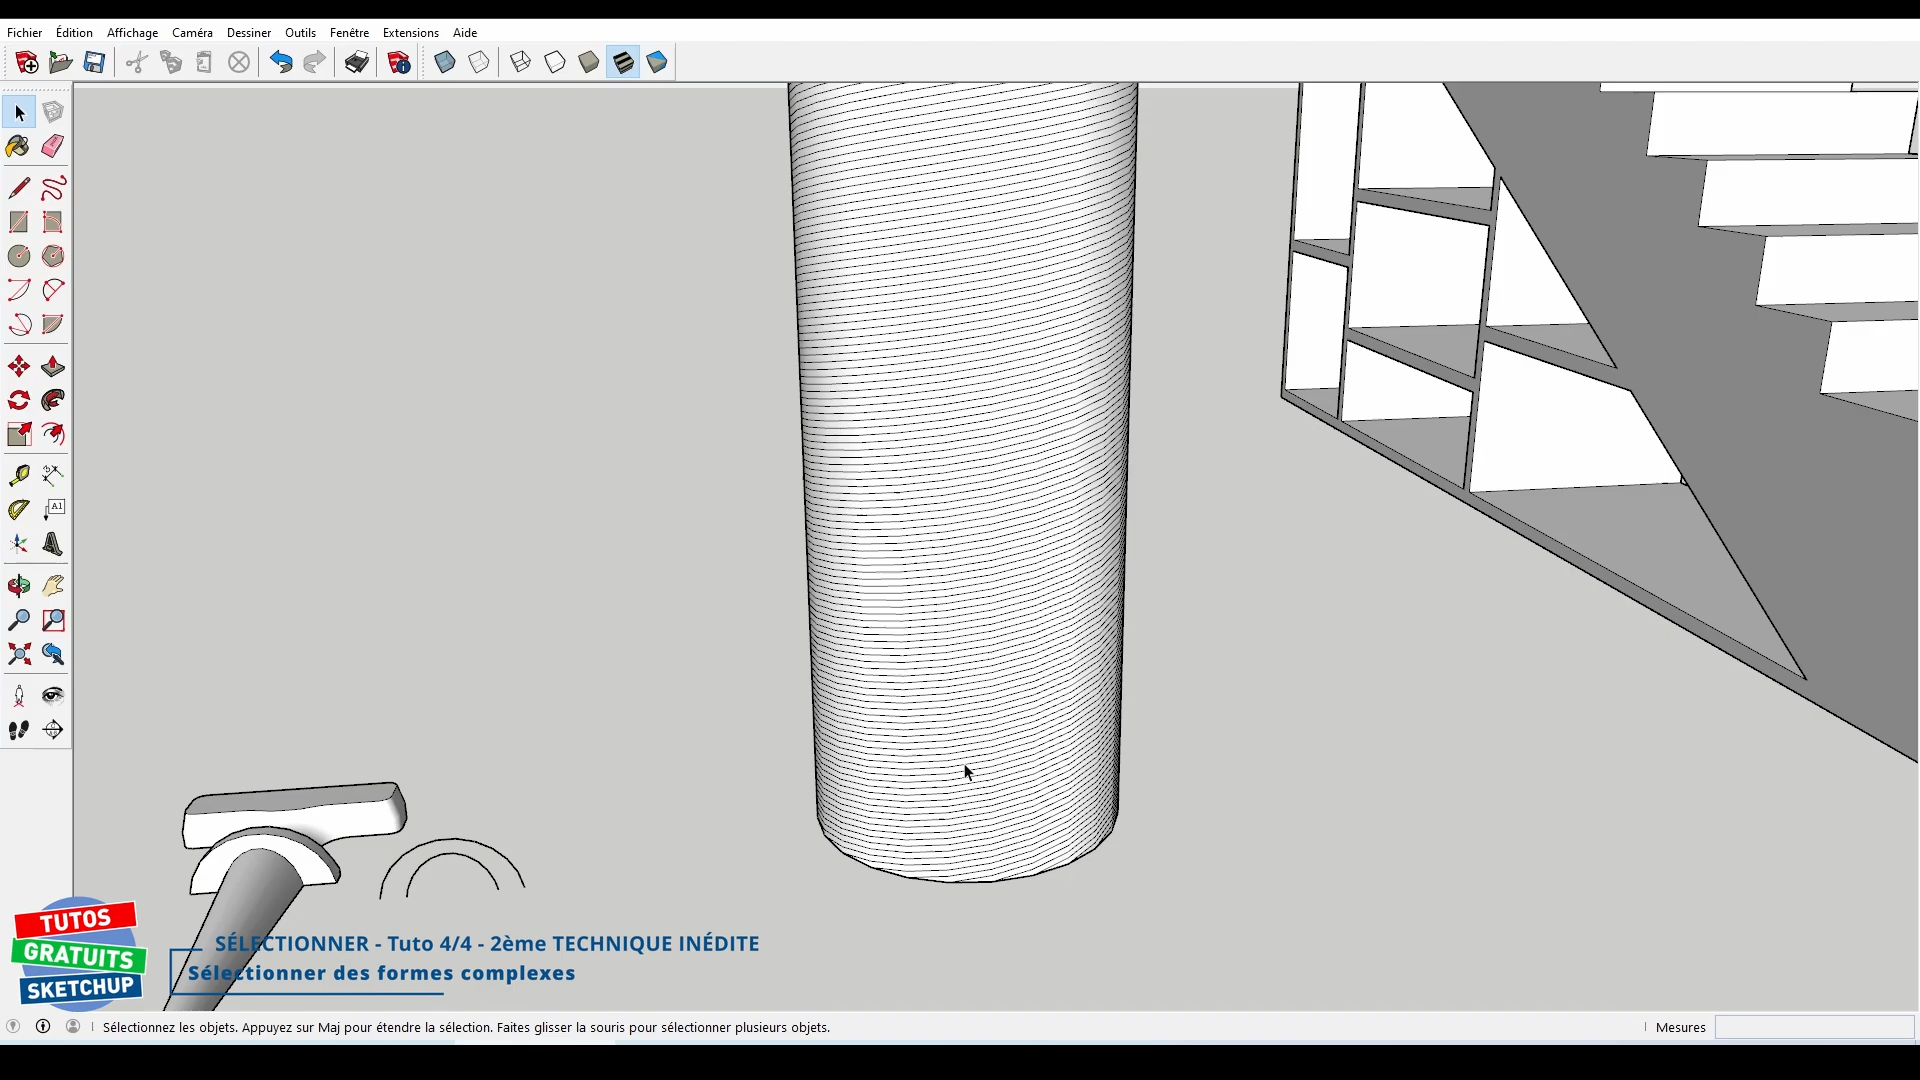 Fichier Édition Affichage Caméra Vues Dessiner Outils Fenêtre Extensions Aide
A1
TUTOS
GRATUITS
SKETCHUP
SÉLECTIONNER - Tuto 4/4 - 2ème TECHNIQUE INÉDITE
Sélectionner des formes complexes
Sélectionnez les objets. Appuyez sur Maj pour étendre la sélection. Faites glisser la souris pour sélectionner plusieurs objets.
Mesures